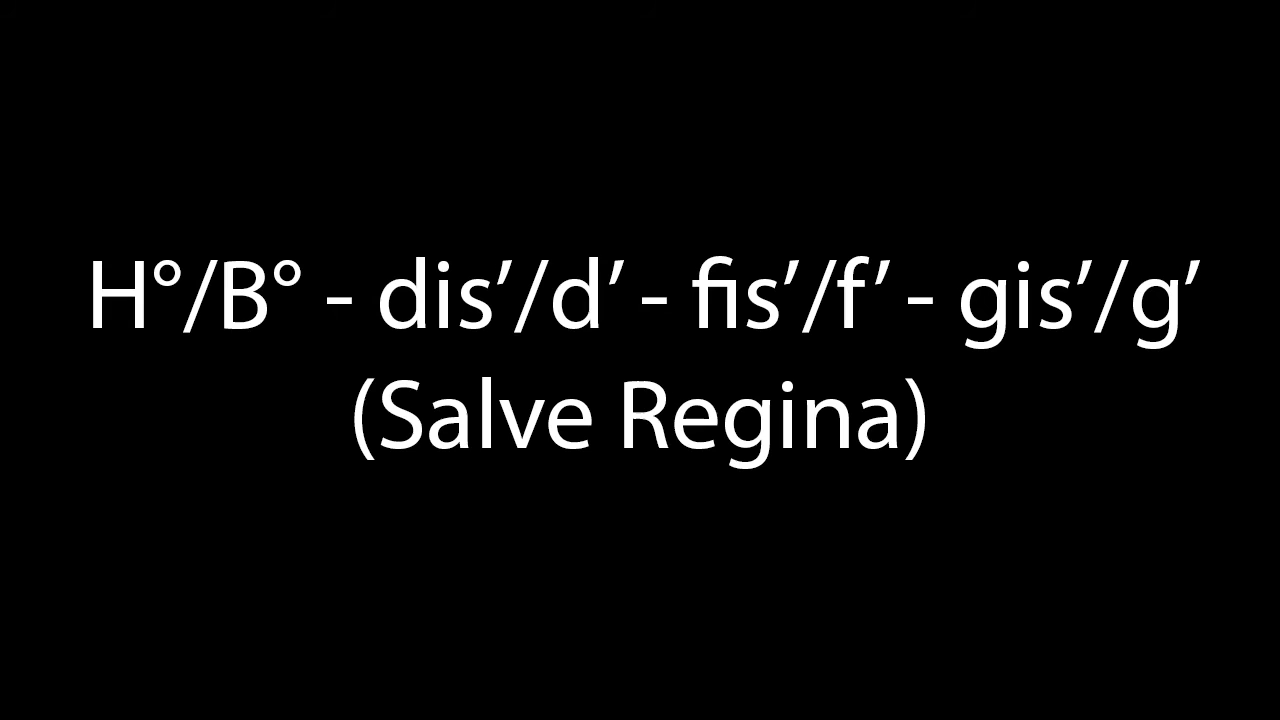 H°/B° - dis′/d′ - fis′/f′ - gis′/g′
(Salve Regina)